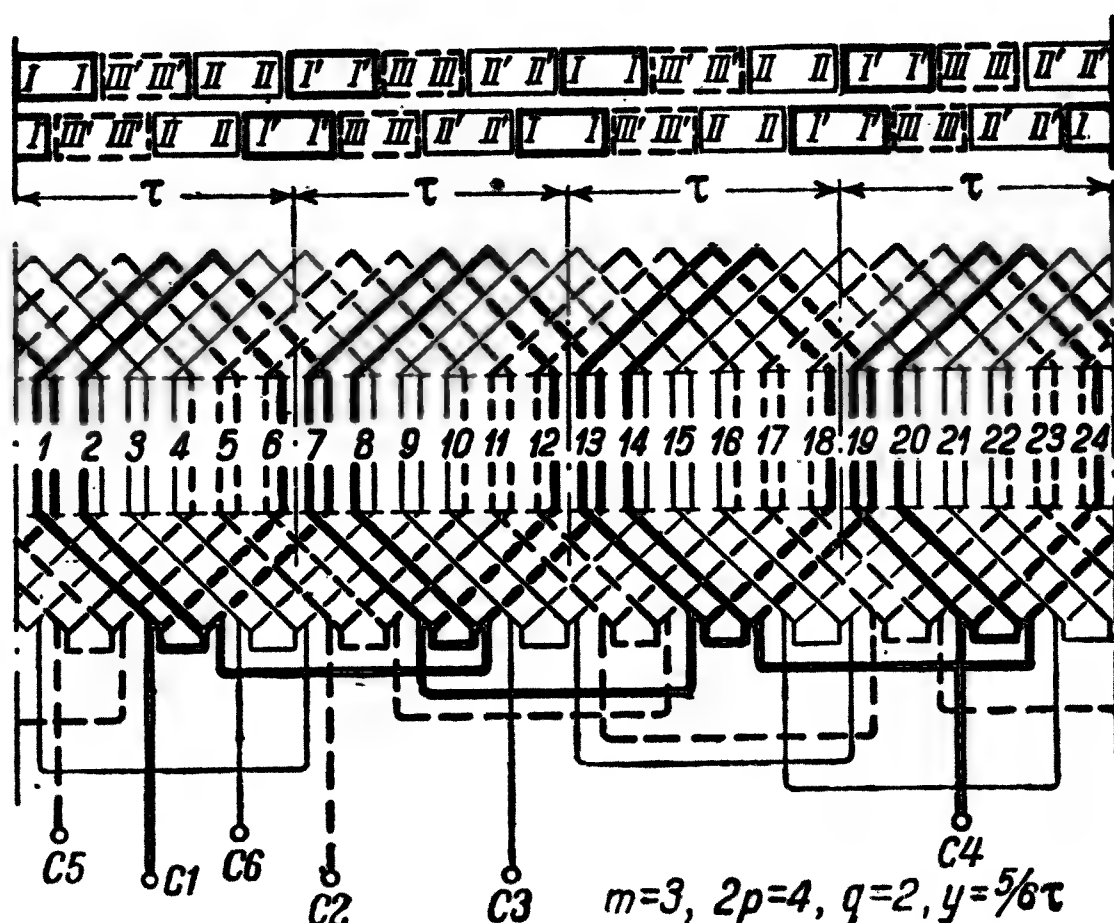 I I III' III' II II I' I' III III II' II' I I III' III' II II I' I' III III II' II'
I III' III' II II I' I' III III II' II' I I III' III' II II I' I' III III II' II' I
τ τ τ τ
1 2 3 4 5 6 7 8 9 10 11 12 13 14 15 16 17 18 19 20 21 22 23 24
C5 C1 C6 C2 C3 C4
m=3, 2p=4, q=2, y=5/6τ